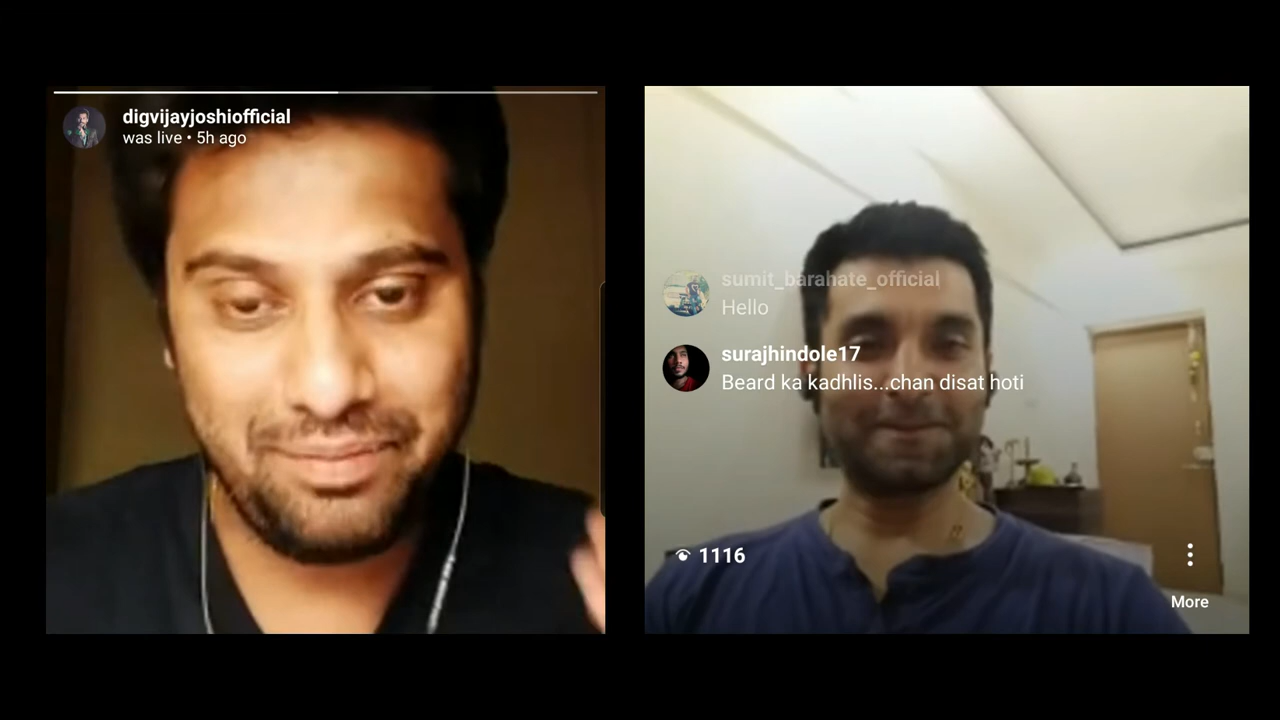 digvijayjoshiofficial
was live • 5h ago
sumit_barahate_official
Hello
surajhindole17
Beard ka kadhlis...chan disat hoti
1116
More